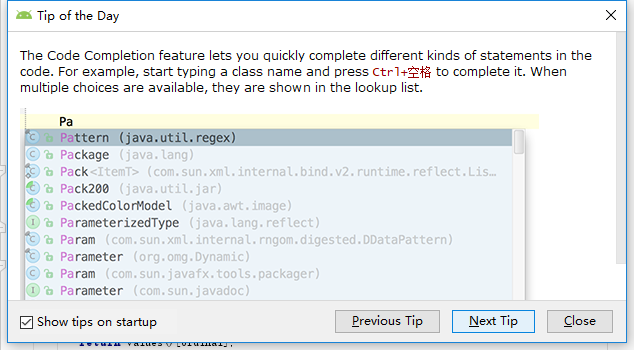 Tip of the Day
The Code Completion feature lets you quickly complete different kinds of statements in the
code. For example, start typing a class name and press Ctrl+空格 to complete it. When
multiple choices are available, they are shown in the lookup list.
Pa
Pattern (java.util.regex)
Package (java.lang)
Pack<ItemT> (com.sun.xml.internal.bind.v2.runtime.reflect.Lis...
Pack200 (java.util.jar)
PackedColorModel (java.awt.image)
ParameterizedType (java.lang.reflect)
Param (com.sun.xml.internal.rngom.digested.DDataPattern)
Parameter (org.omg.Dynamic)
Param (com.sun.javafx.tools.packager)
Parameter (com.sun.javadoc)
Show tips on startup
Previous Tip
Next Tip
Close